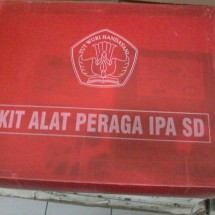 TUT WURI HANDAYANI
KIT ALAT PERAGA IPA SD